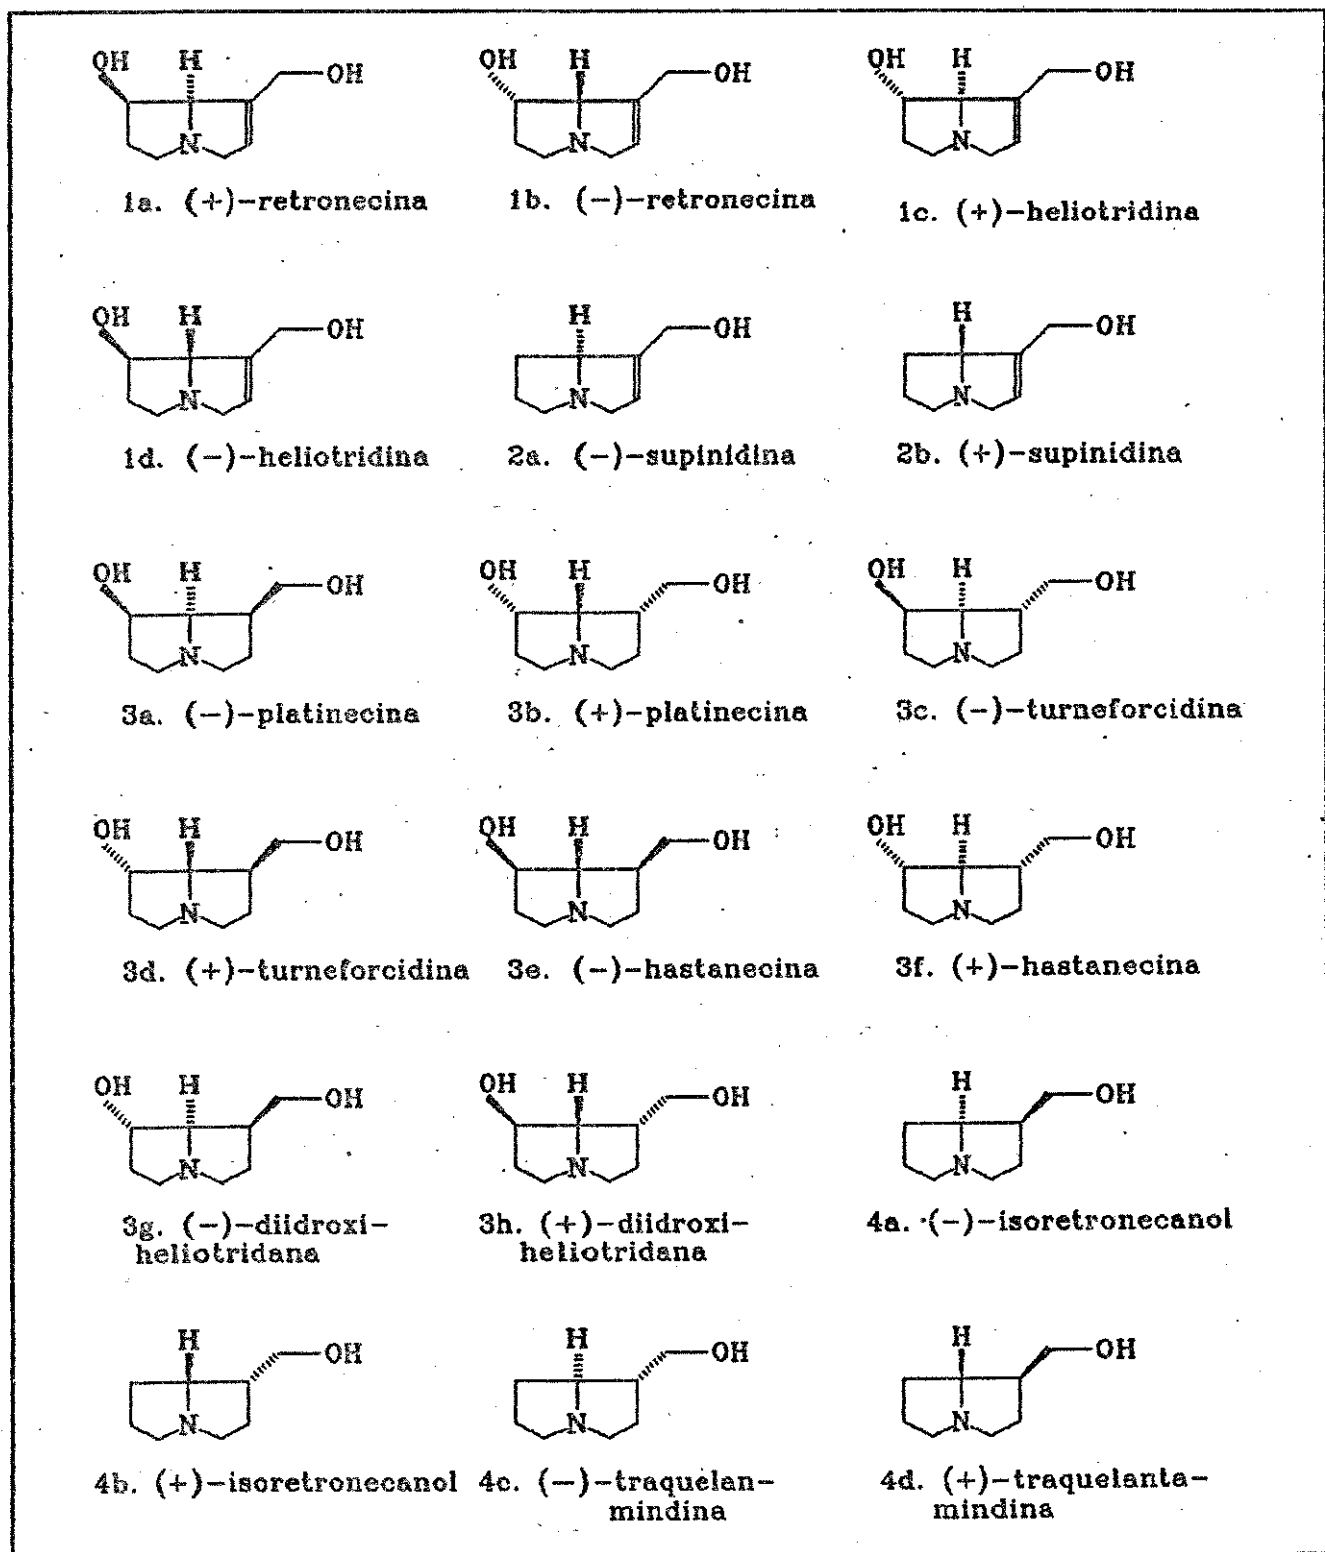 OH H OH OH H OH OH H OH
N N N
1a. (+)-retronecina 1b. (-)-retronecina 1c. (+)-heliotridina
OH H OH H OH H OH
N N N
1d. (-)-heliotridina 2a. (-)-supinidina 2b. (+)-supinidina
OH H OH OH H OH OH H OH
N N N
3a. (-)-platinecina 3b. (+)-platinecina 3c. (-)-turneforcidina
OH H OH OH H OH OH H OH
N N N
3d. (+)-turneforcidina 3e. (-)-hastanecina 3f. (+)-hastanecina
OH H OH OH H OH H OH
N N N
3g. (-)-diidroxi- 3h. (+)-diidroxi- 4a. (-)-isoretronecanol
heliotridana heliotridana
H OH H OH H OH
N N N
4b. (+)-isoretronecanol 4c. (-)-traquelan- 4d. (+)-traquelanta-
mindina mindina